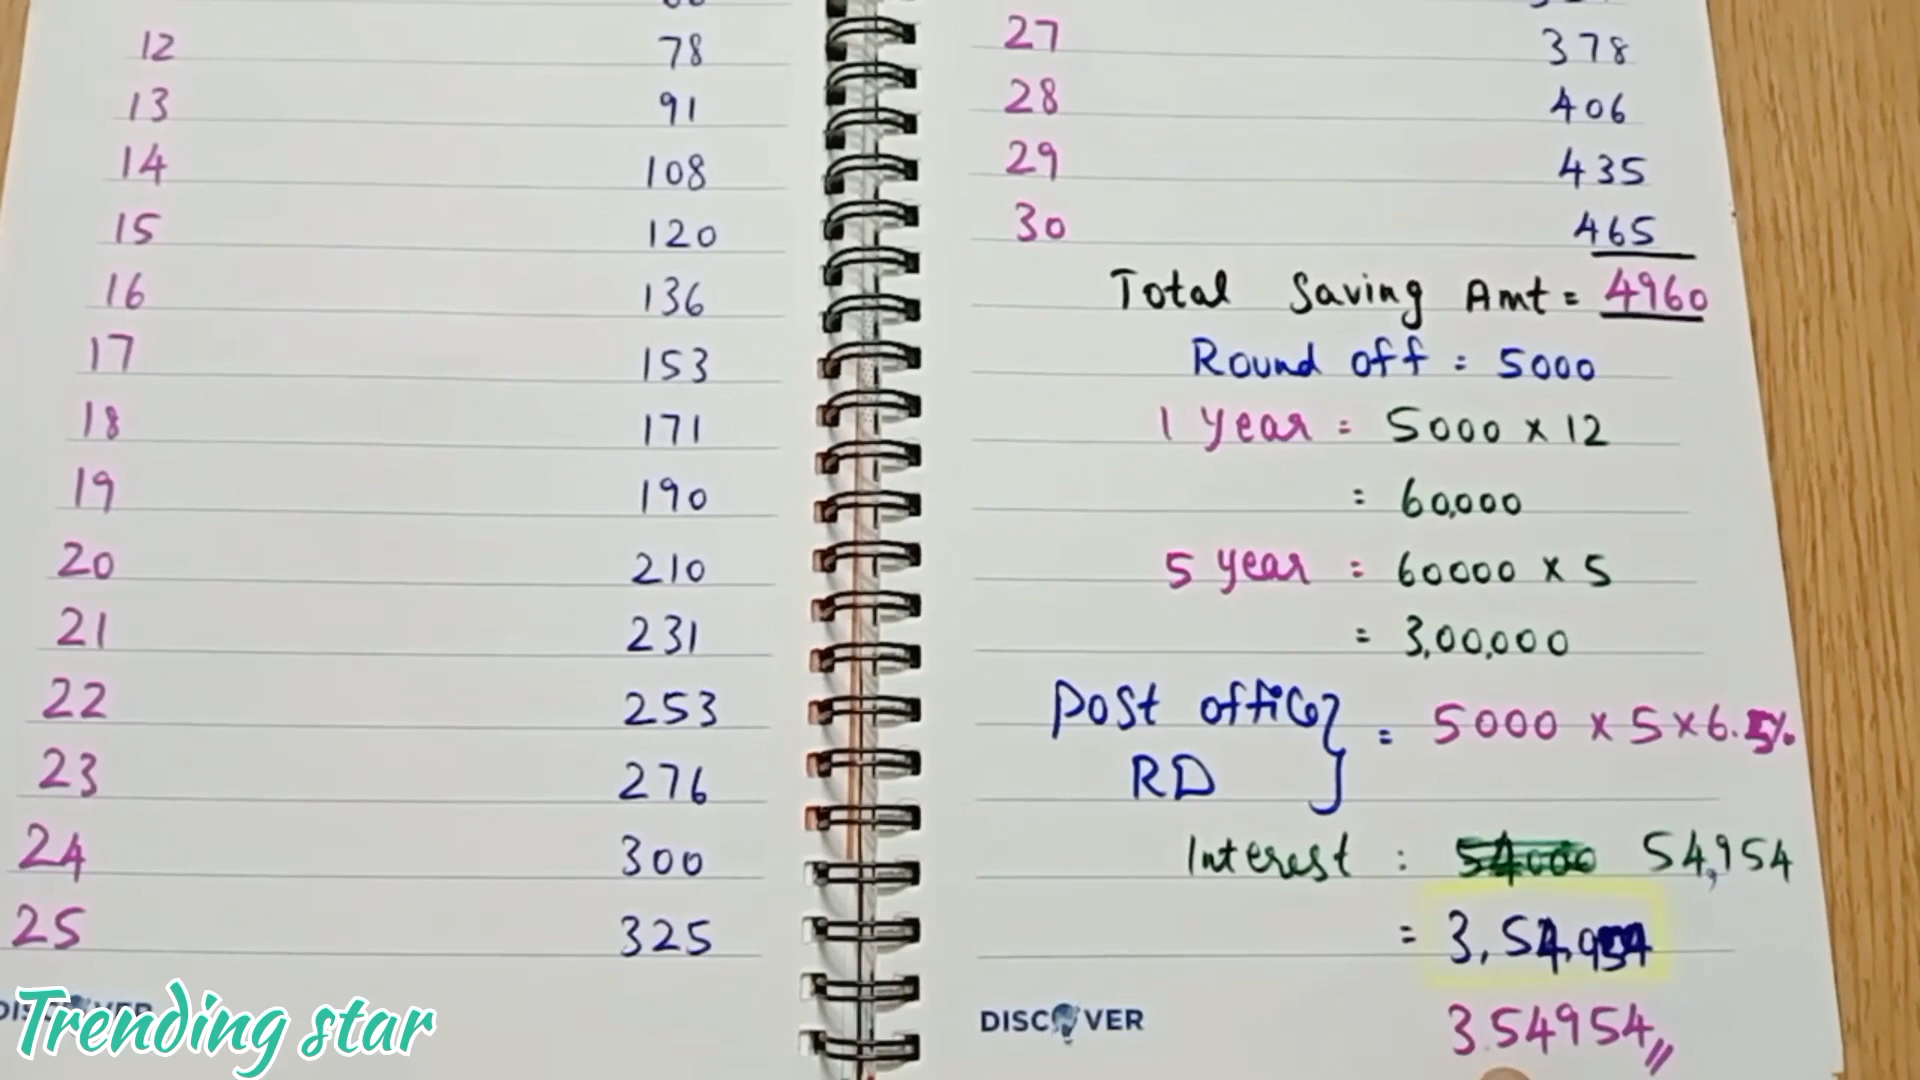 12 78
13 91
14 108
15 120
16 136
17 153
18 171
19 190
20 210
21 231
22 253
23 276
24 300
25 325
27 378
28 406
29 435
30 465
Total Saving Amt = 4960
Round off = 5000
1 year = 5000 x 12
= 60,000
5 year = 60000 x 5
= 3,00,000
Post office } = 5000 x 5 x 6.5%
RD
Interest : 54000 54,954
= 3,54,954
3.54954
DISCOVER
DISCOVER
Trending star